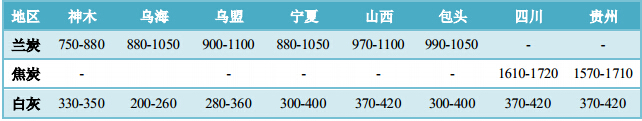 地区 神木 乌海 乌盟 宁夏 山西 包头 四川 贵州
兰炭 750-880 880-1050 900-1100 880-1050 970-1100 990-1050 - -
焦炭 - - - - - 1610-1720 1570-1710
白灰 330-350 200-260 280-360 300-400 370-420 300-400 370-420 370-420